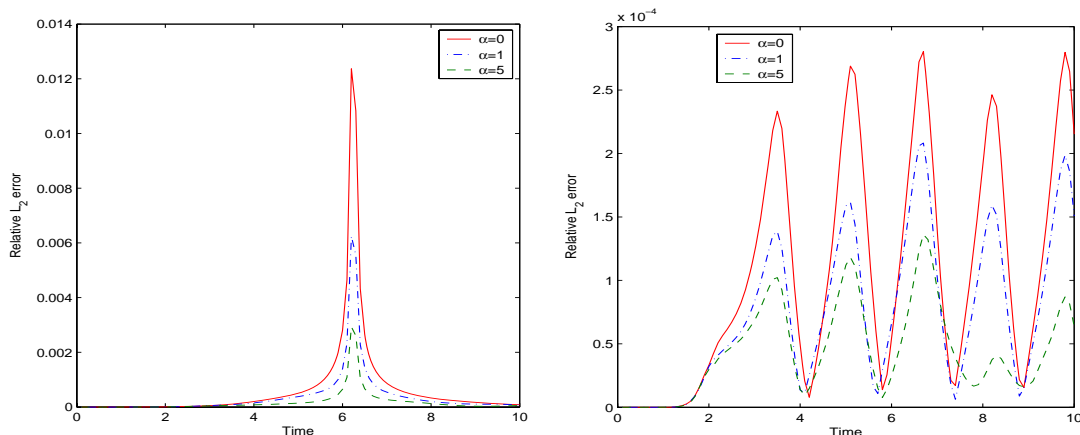 0.014
0.012
0.01
0.008
0.006
0.004
0.002
0
Relative L2 error
0 2 4 6 8 10
Time
α=0
α=1
α=5
x 10−4
3
2.5
2
1.5
1
0.5
0
Relative L2 error
0 2 4 6 8 10
Time
α=0
α=1
α=5